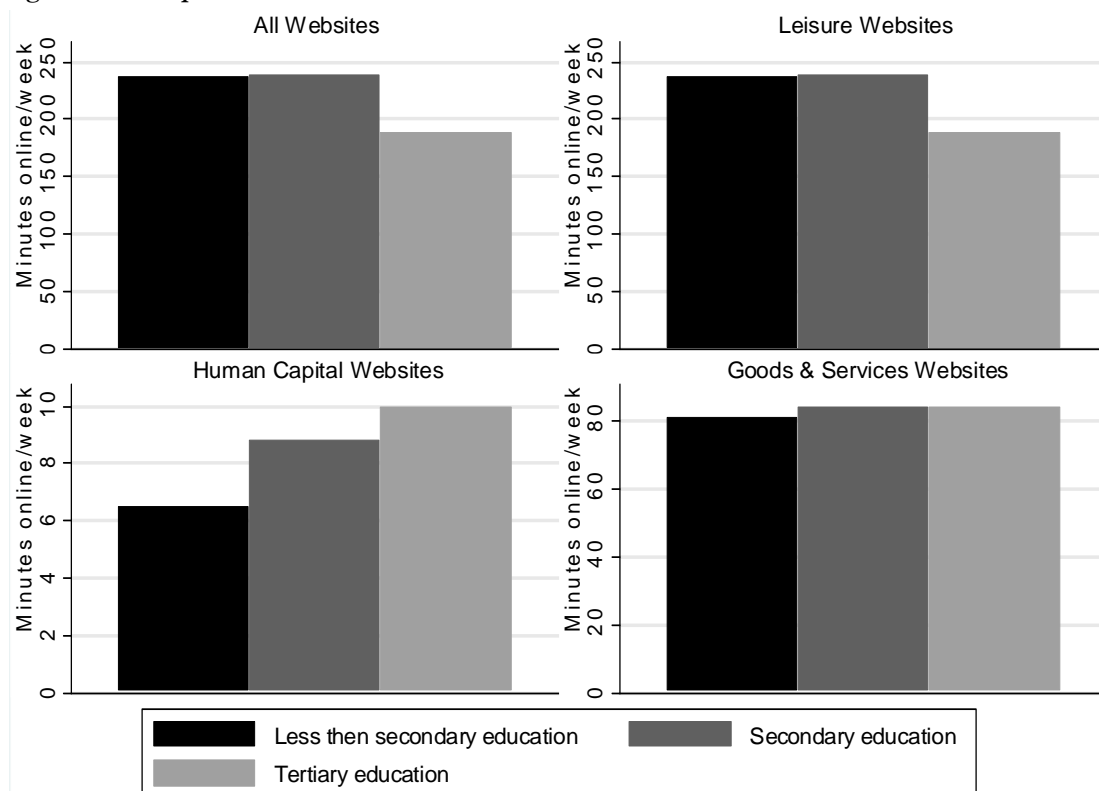 All Websites
Minutes online/week
0 50 100 150 200 250
Leisure Websites
Minutes online/week
0 50 100 150 200 250
Human Capital Websites
Minutes online/week
0 2 4 6 8 10
Goods & Services Websites
Minutes online/week
0 20 40 60 80
Less then secondary education
Secondary education
Tertiary education